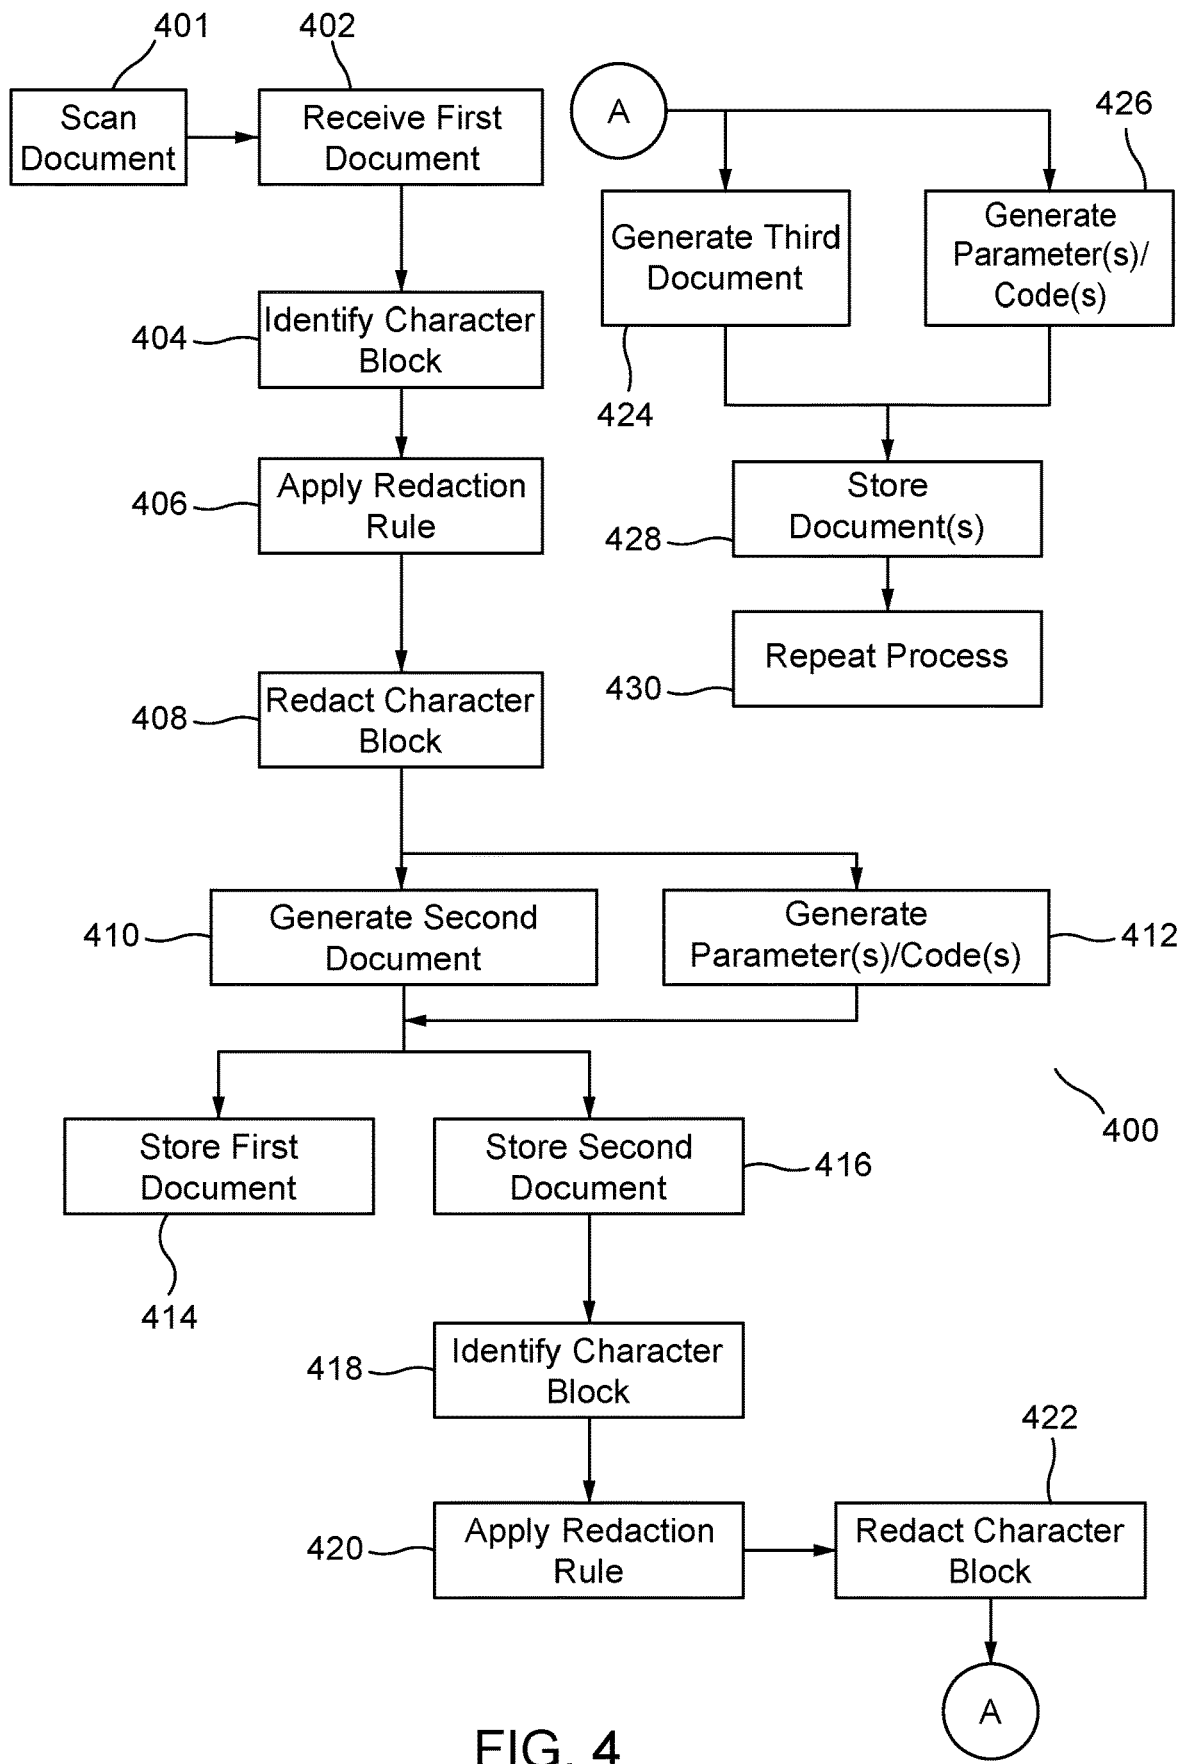 401
402
Scan
Document
Receive First
Document
404
Identify Character
Block
406
Apply Redaction
Rule
408
Redact Character
Block
410
Generate Second
Document
Generate
Parameter(s)/Code(s)
412
Store First
Document
414
Store Second
Document
416
400
418
Identify Character
Block
420
Apply Redaction
Rule
422
Redact Character
Block
A
A
Generate Third
Document
424
426
Generate
Parameter(s)/
Code(s)
Store
Document(s)
428
Repeat Process
430
FIG. 4